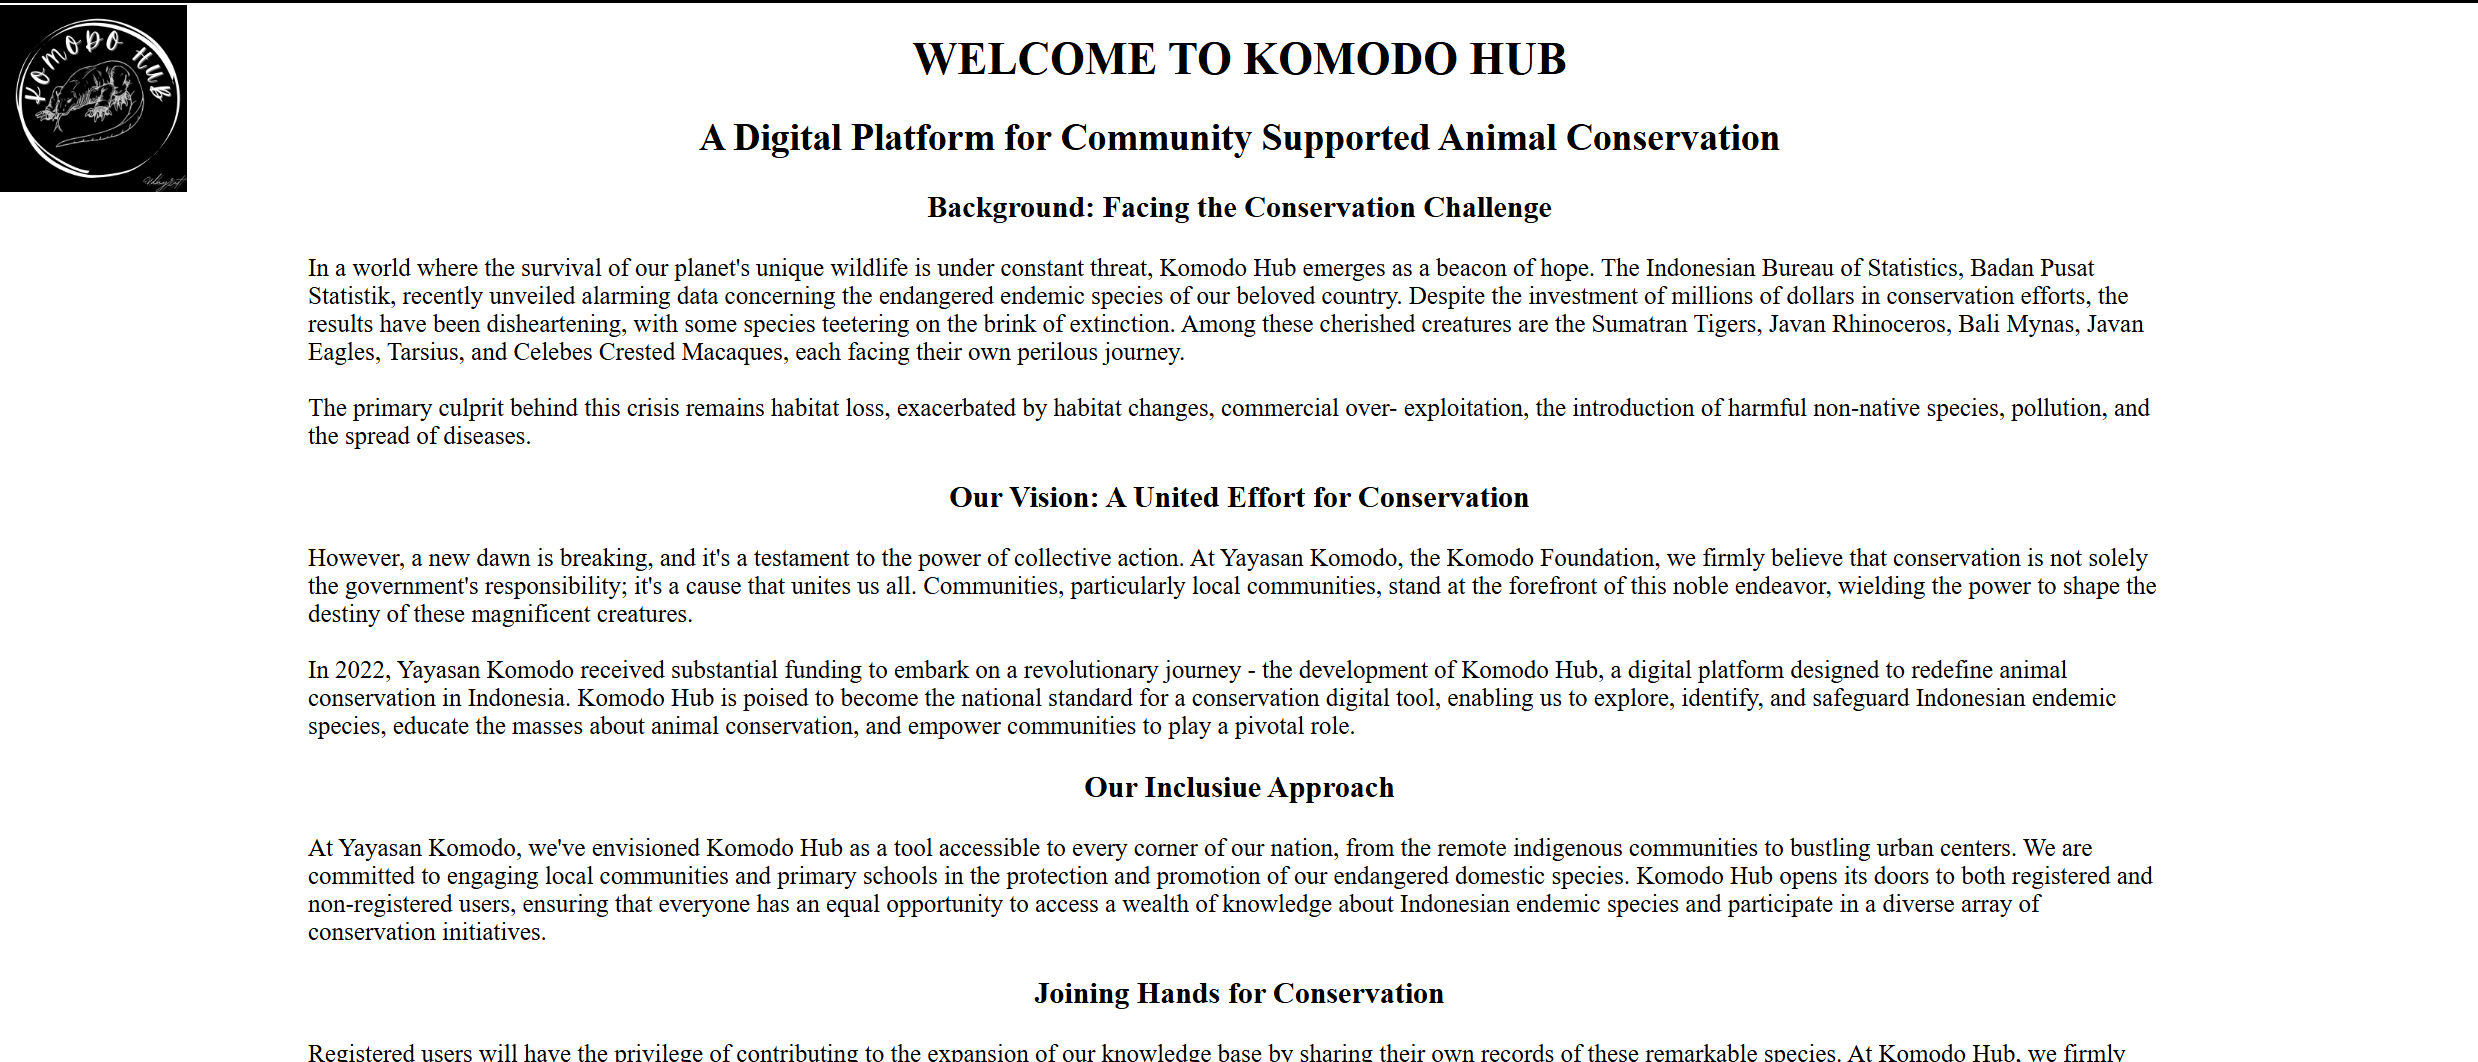 KOMODO HUB
WELCOME TO KOMODO HUB
A Digital Platform for Community Supported Animal Conservation
Background: Facing the Conservation Challenge
In a world where the survival of our planet's unique wildlife is under constant threat, Komodo Hub emerges as a beacon of hope. The Indonesian Bureau of Statistics, Badan Pusat
Statistik, recently unveiled alarming data concerning the endangered endemic species of our beloved country. Despite the investment of millions of dollars in conservation efforts, the
results have been disheartening, with some species teetering on the brink of extinction. Among these cherished creatures are the Sumatran Tigers, Javan Rhinoceros, Bali Mynas, Javan
Eagles, Tarsius, and Celebes Crested Macaques, each facing their own perilous journey.
The primary culprit behind this crisis remains habitat loss, exacerbated by habitat changes, commercial over- exploitation, the introduction of harmful non-native species, pollution, and
the spread of diseases.
Our Vision: A United Effort for Conservation
However, a new dawn is breaking, and it's a testament to the power of collective action. At Yayasan Komodo, the Komodo Foundation, we firmly believe that conservation is not solely
the government's responsibility; it's a cause that unites us all. Communities, particularly local communities, stand at the forefront of this noble endeavor, wielding the power to shape the
destiny of these magnificent creatures.
In 2022, Yayasan Komodo received substantial funding to embark on a revolutionary journey - the development of Komodo Hub, a digital platform designed to redefine animal
conservation in Indonesia. Komodo Hub is poised to become the national standard for a conservation digital tool, enabling us to explore, identify, and safeguard Indonesian endemic
species, educate the masses about animal conservation, and empower communities to play a pivotal role.
Our Inclusiue Approach
At Yayasan Komodo, we've envisioned Komodo Hub as a tool accessible to every corner of our nation, from the remote indigenous communities to bustling urban centers. We are
committed to engaging local communities and primary schools in the protection and promotion of our endangered domestic species. Komodo Hub opens its doors to both registered and
non-registered users, ensuring that everyone has an equal opportunity to access a wealth of knowledge about Indonesian endemic species and participate in a diverse array of
conservation initiatives.
Joining Hands for Conservation
Registered users will have the privilege of contributing to the expansion of our knowledge base by sharing their own records of these remarkable species. At Komodo Hub, we firmly